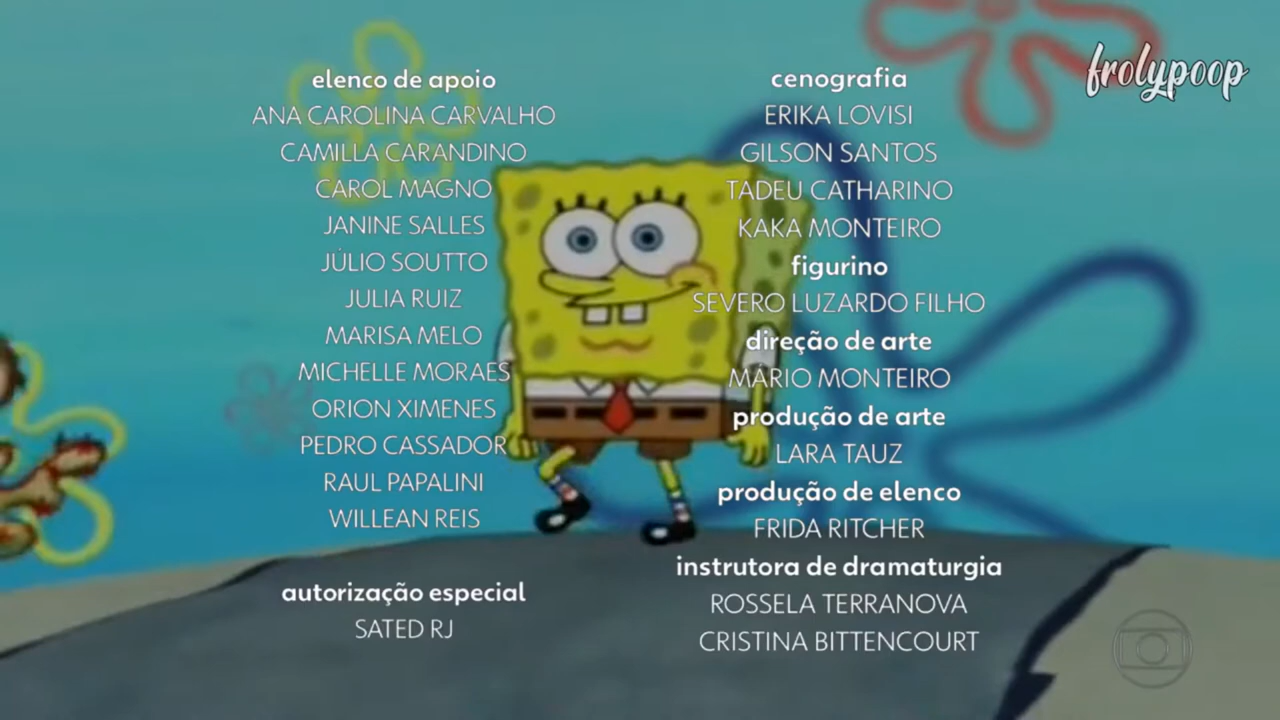 frolypoop
elenco de apoio
ANA CAROLINA CARVALHO
CAMILLA CARANDINO
CAROL MAGNO
JANINE SALLES
JÚLIO SOUTTO
JULIA RUIZ
MARISA MELO
MICHELLE MORAES
ORION XIMENES
PEDRO CASSADOR
RAUL PAPALINI
WILLEAN REIS
autorização especial
SATED RJ
cenografia
ERIKA LOVISI
GILSON SANTOS
TADEU CATHARINO
KAKA MONTEIRO
figurino
SEVERO LUZARDO FILHO
direção de arte
MÁRIO MONTEIRO
produção de arte
LARA TAUZ
produção de elenco
FRIDA RITCHER
instrutora de dramaturgia
ROSSELA TERRANOVA
CRISTINA BITTENCOURT